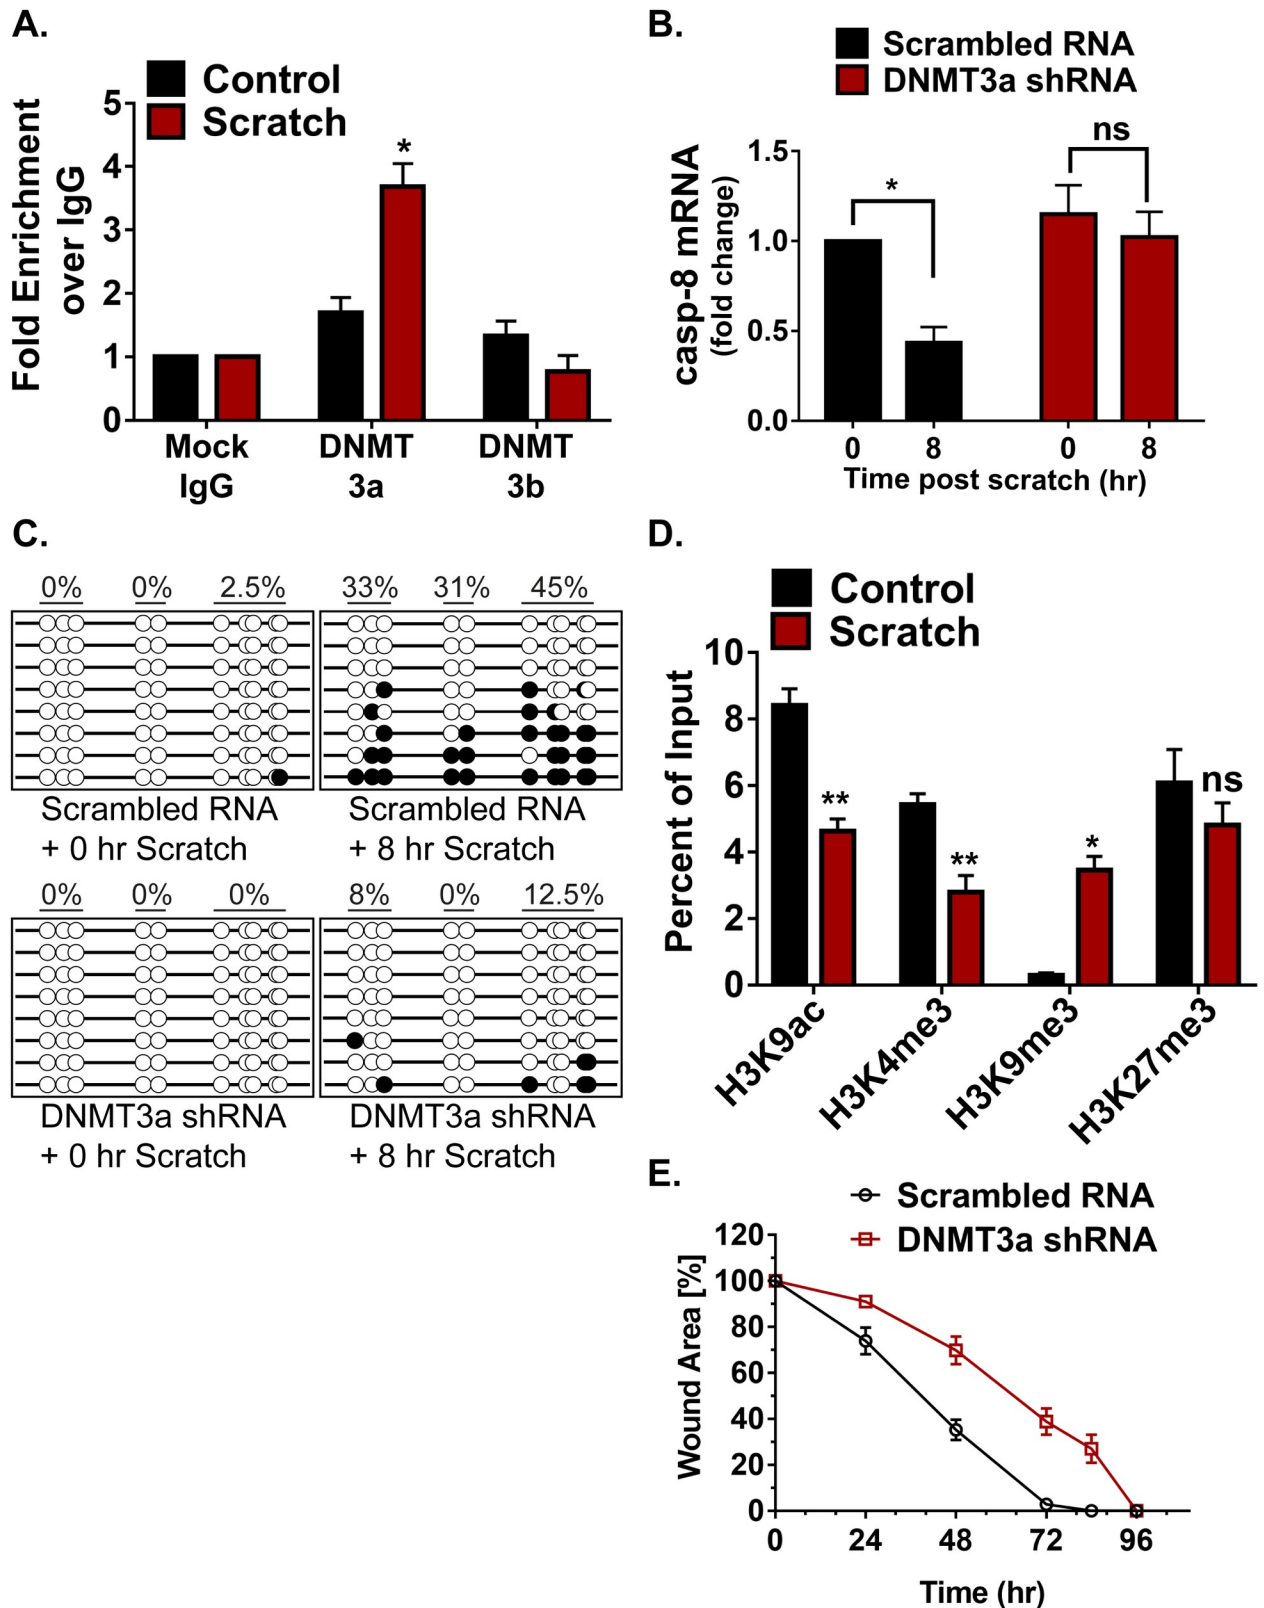 A.
Control
Scratch
Fold Enrichment
over IgG
5
4
3
2
1
0
*
Mock
IgG
DNMT
3a
DNMT
3b
B.
Scrambled RNA
DNMT3a shRNA
casp-8 mRNA
(fold change)
1.5
1.0
0.5
0.0
*
ns
0 8 0 8
Time post scratch (hr)
C.
0% 0% 2.5%
33% 31% 45%
Scrambled RNA
+ 0 hr Scratch
Scrambled RNA
+ 8 hr Scratch
0% 0% 0%
8% 0% 12.5%
DNMT3a shRNA
+ 0 hr Scratch
DNMT3a shRNA
+ 8 hr Scratch
D.
Control
Scratch
Percent of Input
10
8
6
4
2
0
**
**
*
ns
H3K9ac
H3K4me3
H3K9me3
H3K27me3
E.
Scrambled RNA
DNMT3a shRNA
Wound Area [%]
120
100
80
60
40
20
0
0 24 48 72 96
Time (hr)